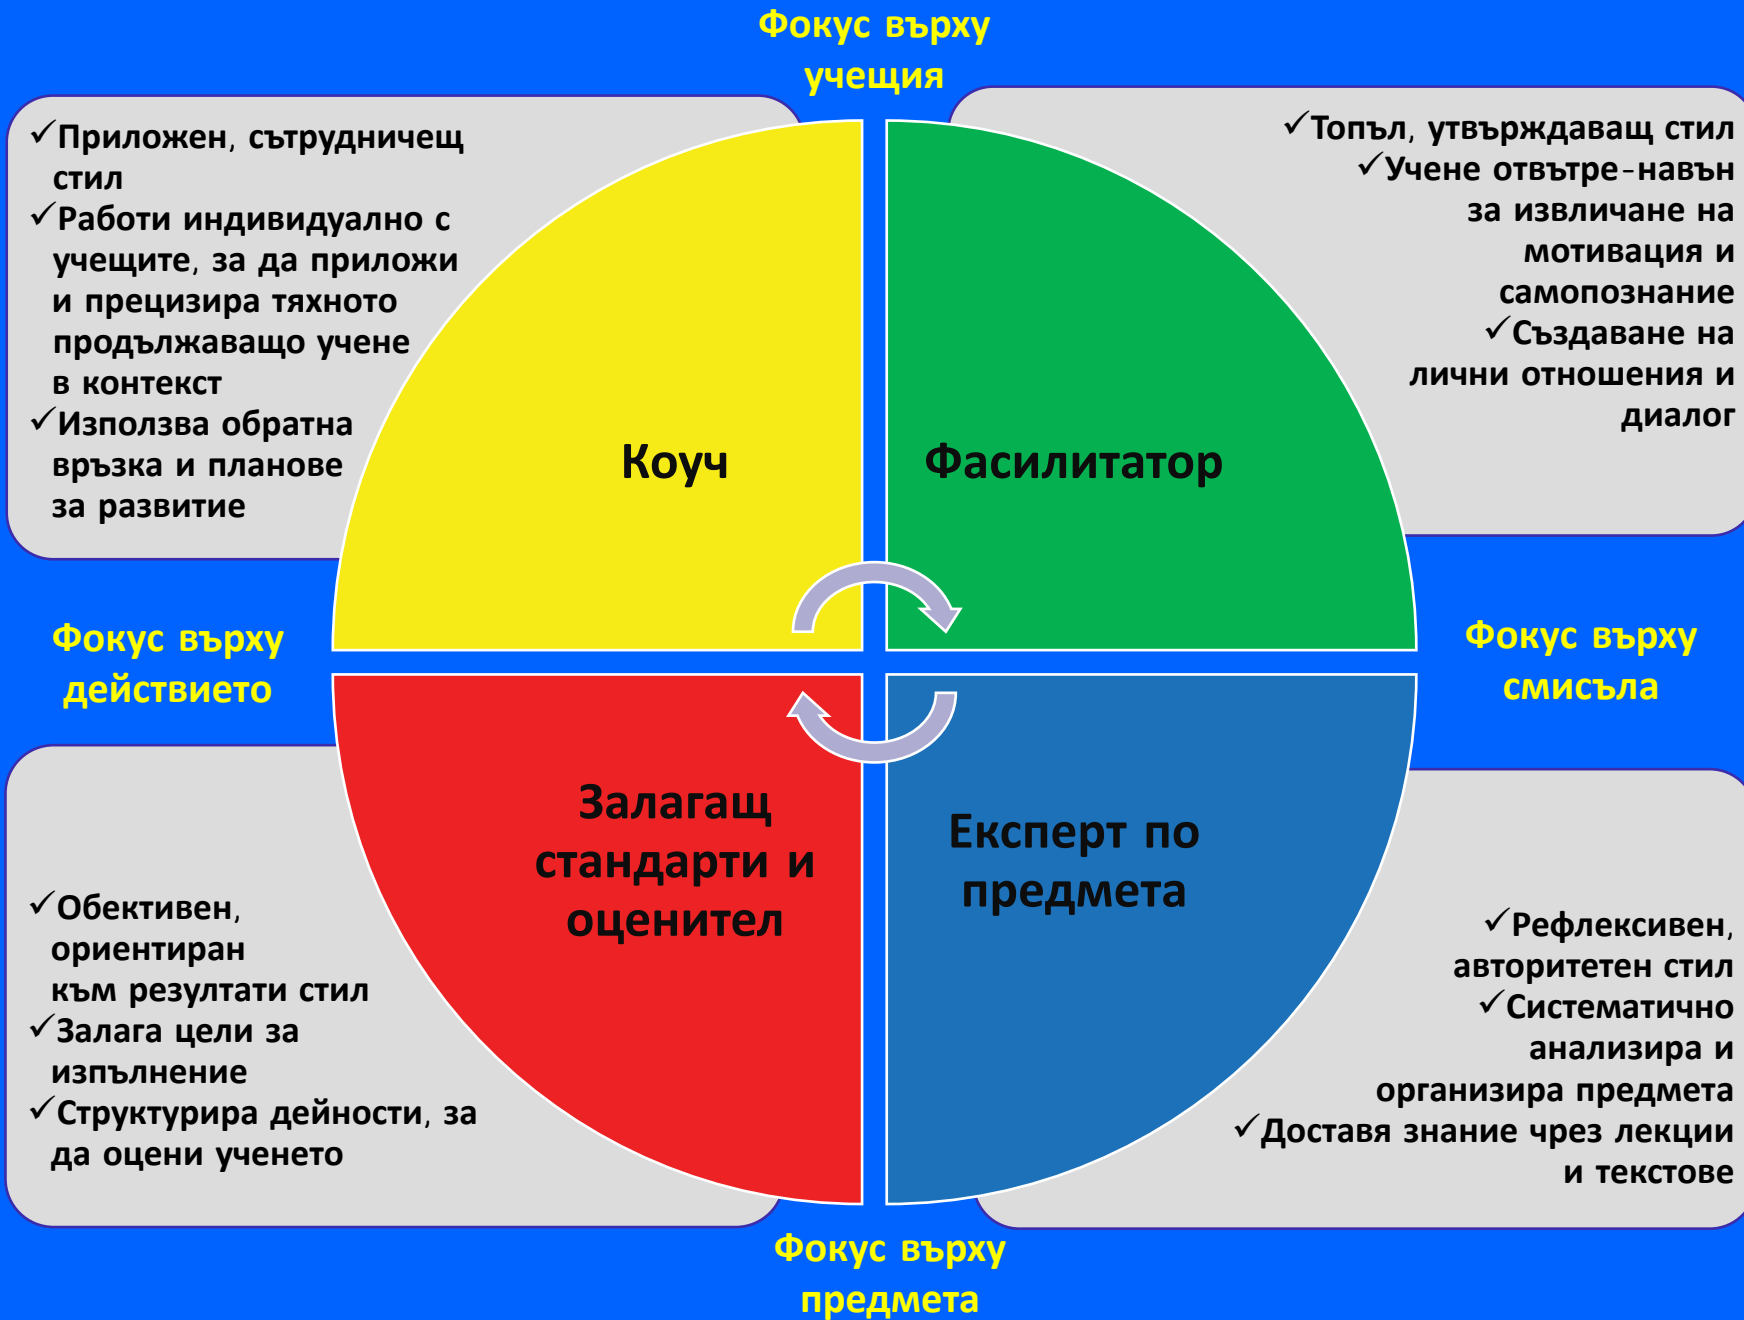 Фокус върху
учещия
✓Приложен, сътрудничещ
стил
✓Работи индивидуално с
учещите, за да приложи
и прецизира тяхното
продължаващо учене
в контекст
✓Използва обратна
връзка и планове
за развитие
✓Топъл, утвърждаващ стил
✓Учене отвътре-навън
за извличане на
мотивация и
самопознание
✓Създаване на
лични отношения и
диалог
Коуч
Фасилитатор
Фокус върху
действието
Фокус върху
смисъла
Залагащ
стандарти и
оценител
Експерт по
предмета
✓Обективен,
ориентиран
към резултати стил
✓Залага цели за
изпълнение
✓Структурира дейности, за
да оцени ученето
✓Рефлексивен,
авторитетен стил
✓Систематично
анализира и
организира предмета
✓Доставя знание чрез лекции
и текстове
Фокус върху
предмета